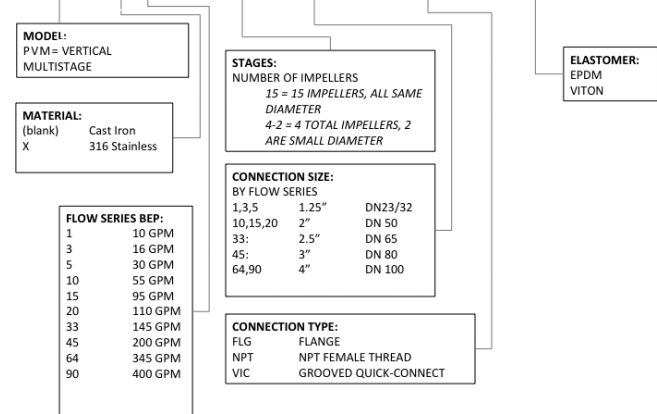 MODEL:
PVM= VERTICAL
MULTISTAGE
MATERIAL:
(blank) Cast Iron
X 316 Stainless
FLOW SERIES BEP:
1 10 GPM
3 16 GPM
5 30 GPM
10 55 GPM
15 95 GPM
20 110 GPM
33 145 GPM
45 200 GPM
64 345 GPM
90 400 GPM
STAGES:
NUMBER OF IMPELLERS
15 = 15 IMPELLERS, ALL SAME
DIAMETER
4-2 = 4 TOTAL IMPELLERS, 2
ARE SMALL DIAMETER
CONNECTION SIZE:
BY FLOW SERIES
1,3,5 1.25” DN23/32
10,15,20 2” DN 50
33: 2.5” DN 65
45: 3” DN 80
64,90 4” DN 100
CONNECTION TYPE:
FLG FLANGE
NPT NPT FEMALE THREAD
VIC GROOVED QUICK-CONNECT
ELASTOMER:
EPDM
VITON